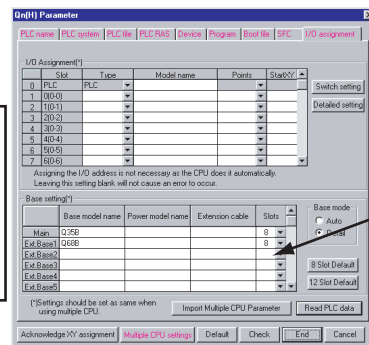 Qn(H) Parameter
PLC name PLC system PLC file PLC RAS Device Program Boot file SFC I/O assignment
I/O Assignment(*)
Slot Type Model name Points StartXY
0 PLC PLC
1 0(0-0)
2 1(0-1)
3 2(0-2)
4 3(0-3)
5 4(0-4)
6 5(0-5)
7 6(0-6)
Switch setting
Detailed setting
Assigning the I/O address is not necessary as the CPU does it automatically.
Leaving this setting blank will not cause an error to occur.
Base setting(*)
Base model name Power model name Extension cable Slots
Main Q35B 8
Ext.Base1 Q68B 8
Ext.Base2
Ext.Base3
Ext.Base4
Ext.Base5
Base mode
Auto
Detail
8 Slot Default
12 Slot Default
(*)Settings should be set as same when
using multiple CPU.
Import Multiple CPU Parameter
Read PLC data
Acknowledge XY assignment Multiple CPU settings Default Check End Cancel